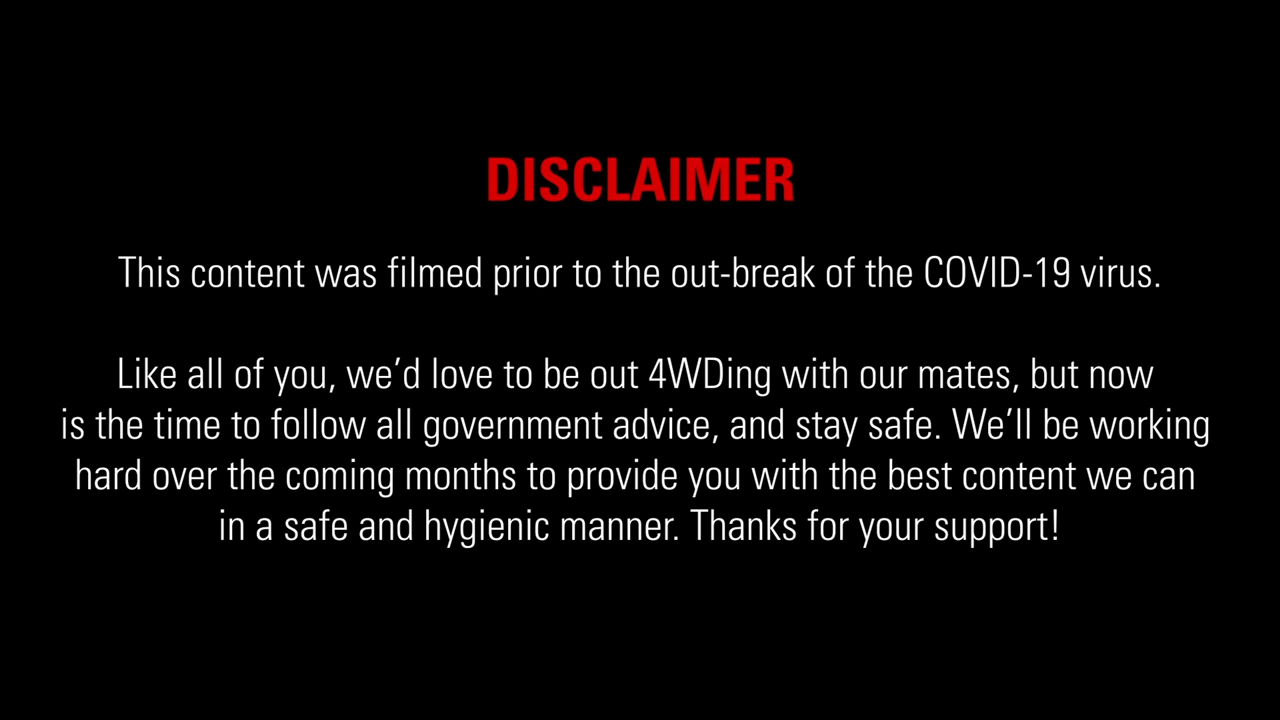 DISCLAIMER
This content was filmed prior to the out-break of the COVID-19 virus.
Like all of you, we’d love to be out 4WDing with our mates, but now
is the time to follow all government advice, and stay safe. We’ll be working
hard over the coming months to provide you with the best content we can
in a safe and hygienic manner. Thanks for your support!